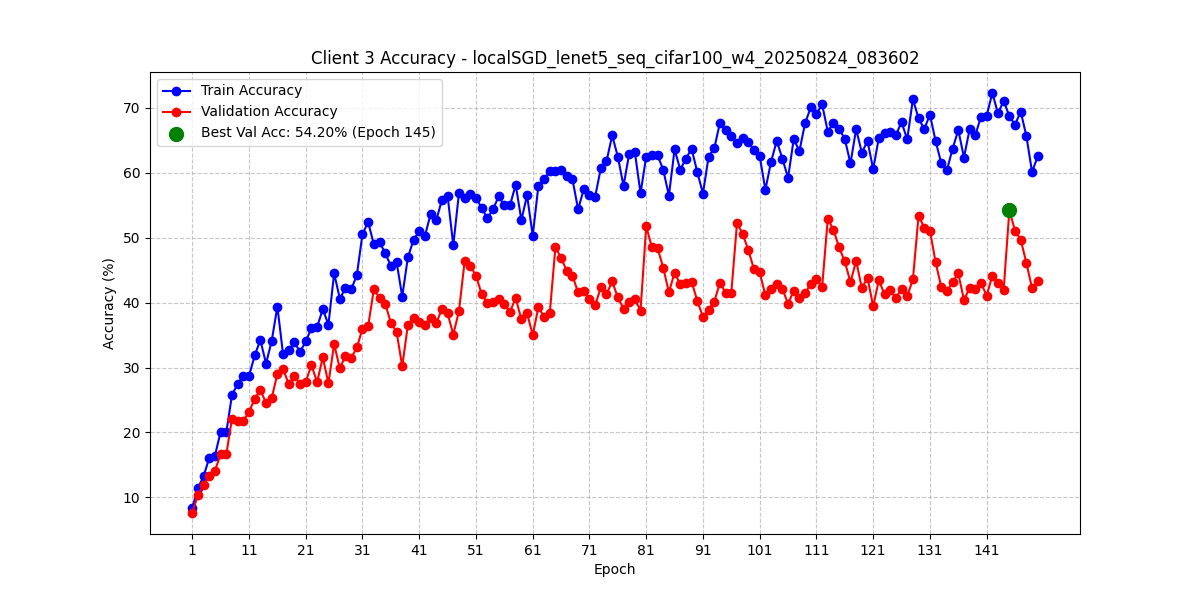 Client 3 Accuracy - localSGD_lenet5_seq_cifar100_w4_20250824_083602
Train Accuracy
Validation Accuracy
Best Val Acc: 54.20% (Epoch 145)
Accuracy (%)
70
60
50
40
30
20
10
1 11 21 31 41 51 61 71 81 91 101 111 121 131 141
Epoch